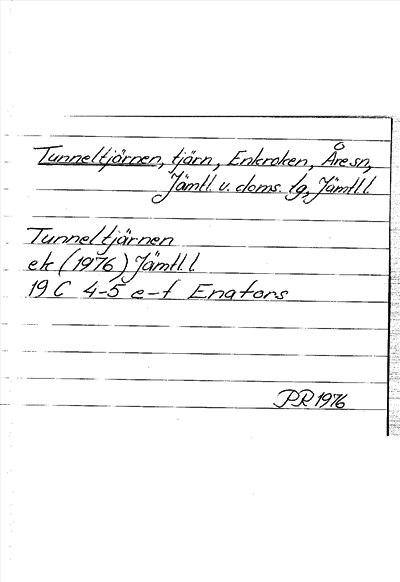 Tunneltjärnen, tjärn, Enkroken, Åre sn,
Jämtl. v. doms. tg, Jämtl.l.
Tunneltjärnen
ek (1976) Jämtl.l.
19 C 4-5 e-f Enafors
PR 1976